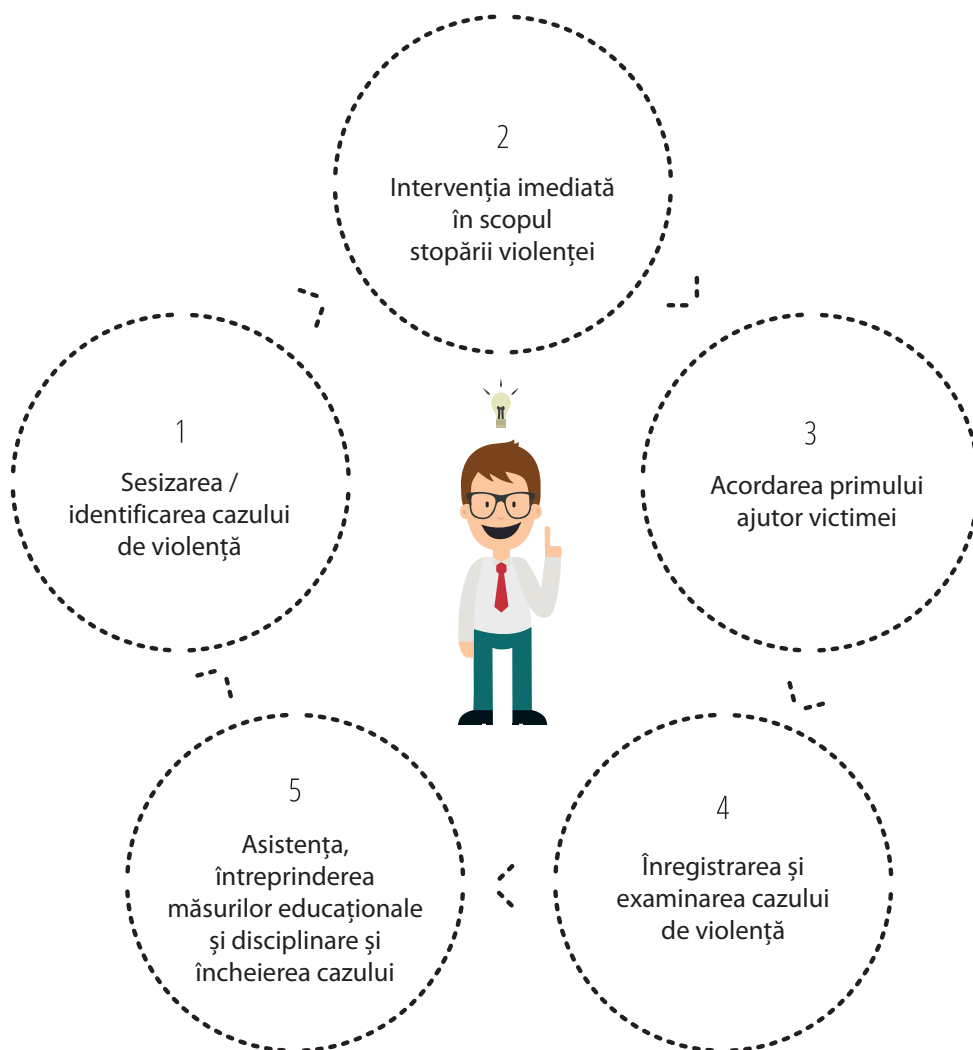 1
Sesizarea /
identificarea cazului
de violență
2
Intervenția imediată
în scopul
stopării violenței
3
Acordarea primului
ajutor victimei
4
Înregistrarea și
examinarea cazului
de violență
5
Asistența,
întreprinderea
măsurilor educaționale
și disciplinare și
încheierea cazului